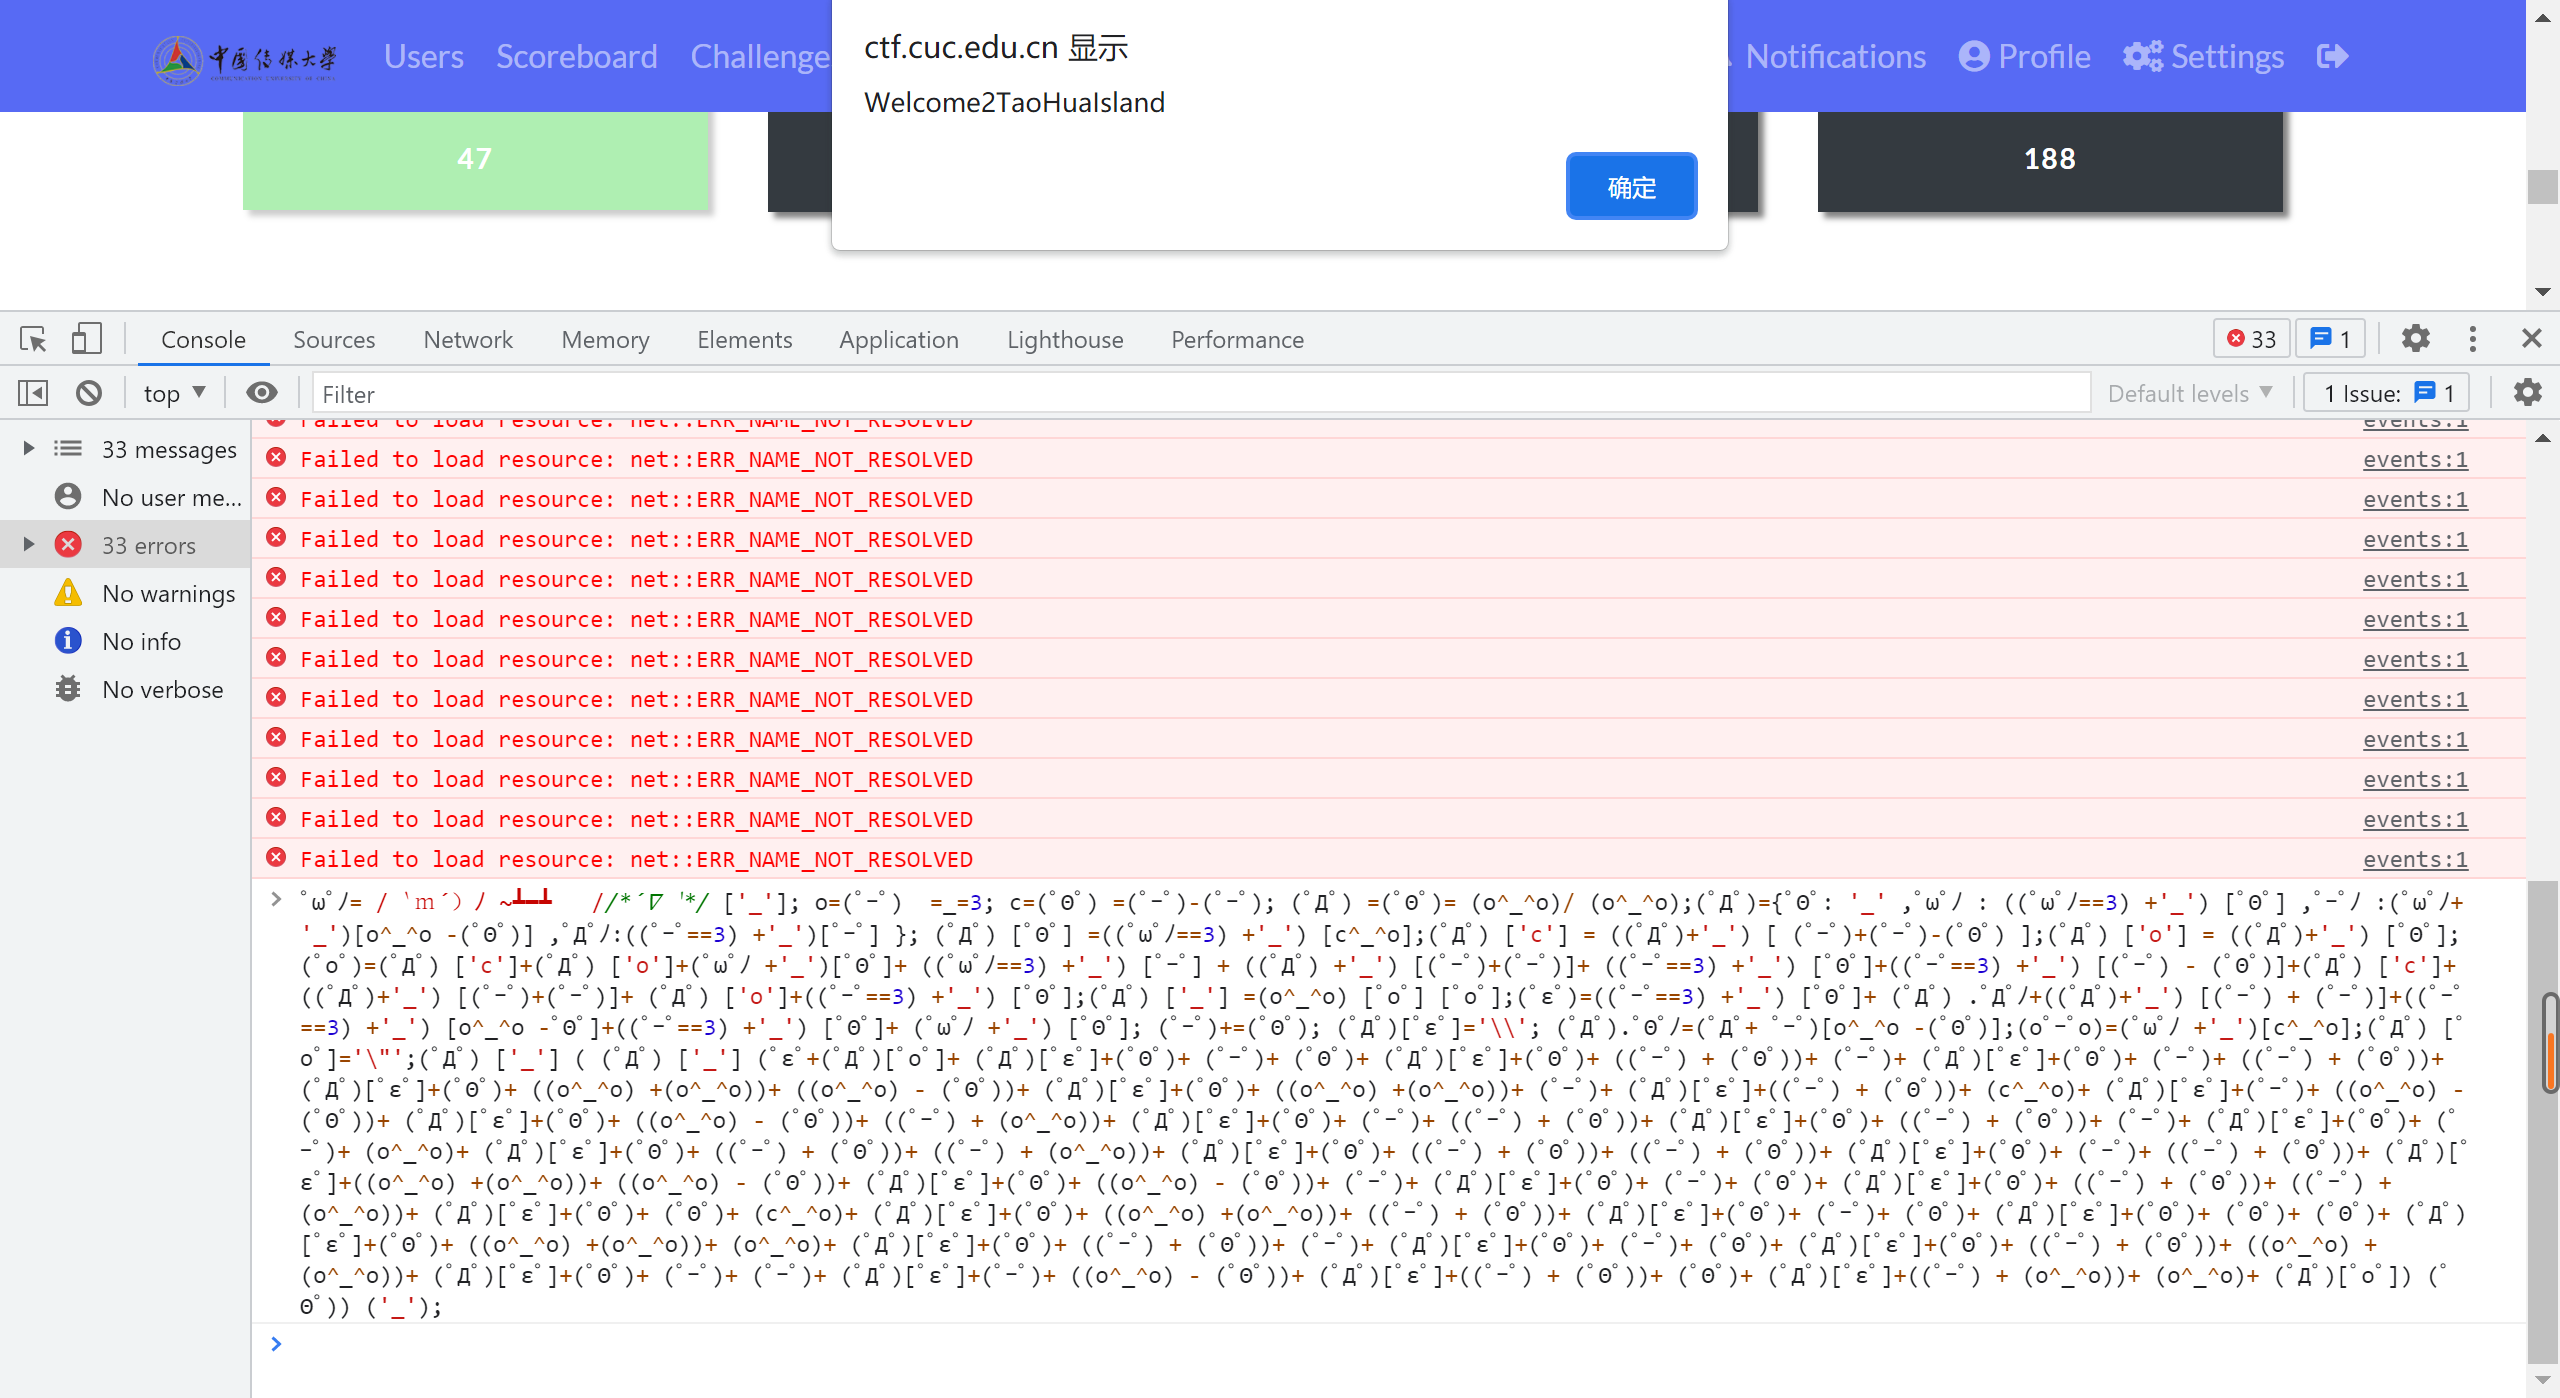 中国传媒大学 Users Scoreboard Challenge Notifications Profile Settings
ctf.cuc.edu.cn 显示
Welcome2TaoHuaIsland
确定
47
188
Console Sources Network Memory Elements Application Lighthouse Performance 33 1
top Filter Default levels 1 Issue: 1
33 messages
No user me...
33 errors
No warnings
No info
No verbose
Failed to load resource: net::ERR_NAME_NOT_RESOLVED events:1
Failed to load resource: net::ERR_NAME_NOT_RESOLVED events:1
Failed to load resource: net::ERR_NAME_NOT_RESOLVED events:1
Failed to load resource: net::ERR_NAME_NOT_RESOLVED events:1
Failed to load resource: net::ERR_NAME_NOT_RESOLVED events:1
Failed to load resource: net::ERR_NAME_NOT_RESOLVED events:1
Failed to load resource: net::ERR_NAME_NOT_RESOLVED events:1
Failed to load resource: net::ERR_NAME_NOT_RESOLVED events:1
Failed to load resource: net::ERR_NAME_NOT_RESOLVED events:1
Failed to load resource: net::ERR_NAME_NOT_RESOLVED events:1
Failed to load resource: net::ERR_NAME_NOT_RESOLVED events:1
Failed to load resource: net::ERR_NAME_NOT_RESOLVED events:1
ﾟωﾟﾉ= /｀ｍ´）ﾉ ~┻━┻   //*´∇｀*/ ['_']; o=(ﾟｰﾟ)  =_=3; c=(ﾟΘﾟ) =(ﾟｰﾟ)-(ﾟｰﾟ); (ﾟДﾟ) =(ﾟΘﾟ)= (o^_^o)/ (o^_^o);(ﾟДﾟ)={ﾟΘﾟ: '_' ,ﾟωﾟﾉ : ((ﾟωﾟﾉ==3) +'_') [ﾟΘﾟ] ,ﾟｰﾟﾉ :(ﾟωﾟﾉ+
'_')[o^_^o -(ﾟΘﾟ)] ,ﾟДﾟﾉ:((ﾟｰﾟ==3) +'_')[ﾟｰﾟ] }; (ﾟДﾟ) [ﾟΘﾟ] =((ﾟωﾟﾉ==3) +'_') [c^_^o];(ﾟДﾟ) ['c'] = ((ﾟДﾟ)+'_') [ (ﾟｰﾟ)+(ﾟｰﾟ)-(ﾟΘﾟ) ];(ﾟДﾟ) ['o'] = ((ﾟДﾟ)+'_') [ﾟΘﾟ];
(ﾟoﾟ)=(ﾟДﾟ) ['c']+(ﾟДﾟ) ['o']+(ﾟωﾟﾉ +'_')[ﾟΘﾟ]+ ((ﾟωﾟﾉ==3) +'_') [ﾟｰﾟ] + ((ﾟДﾟ) +'_') [(ﾟｰﾟ)+(ﾟｰﾟ)]+ ((ﾟｰﾟ==3) +'_') [ﾟΘﾟ]+((ﾟｰﾟ==3) +'_') [(ﾟｰﾟ) - (ﾟΘﾟ)]+(ﾟДﾟ) ['c']+
((ﾟДﾟ)+'_') [(ﾟｰﾟ)+(ﾟｰﾟ)]+ (ﾟДﾟ) ['o']+((ﾟｰﾟ==3) +'_') [ﾟΘﾟ];(ﾟДﾟ) ['_'] =(o^_^o) [ﾟoﾟ] [ﾟoﾟ];(ﾟεﾟ)=((ﾟｰﾟ==3) +'_') [ﾟΘﾟ]+ (ﾟДﾟ) .ﾟДﾟﾉ+((ﾟДﾟ)+'_') [(ﾟｰﾟ) + (ﾟｰﾟ)]+((ﾟｰﾟ
==3) +'_') [o^_^o -ﾟΘﾟ]+((ﾟｰﾟ==3) +'_') [ﾟΘﾟ]+ (ﾟωﾟﾉ +'_') [ﾟΘﾟ]; (ﾟｰﾟ)+=(ﾟΘﾟ); (ﾟДﾟ)[ﾟεﾟ]='\\'; (ﾟДﾟ).ﾟΘﾟﾉ=(ﾟДﾟ+ ﾟｰﾟ)[o^_^o -(ﾟΘﾟ)];(oﾟｰﾟo)=(ﾟωﾟﾉ +'_')[c^_^o];(ﾟДﾟ) [ﾟ
oﾟ]='\"';(ﾟДﾟ) ['_'] ( (ﾟДﾟ) ['_'] (ﾟεﾟ+(ﾟДﾟ)[ﾟoﾟ]+ (ﾟДﾟ)[ﾟεﾟ]+(ﾟΘﾟ)+ (ﾟｰﾟ)+ (ﾟΘﾟ)+ (ﾟДﾟ)[ﾟεﾟ]+(ﾟΘﾟ)+ ((ﾟｰﾟ) + (ﾟΘﾟ))+ (ﾟｰﾟ)+ (ﾟДﾟ)[ﾟεﾟ]+(ﾟΘﾟ)+ (ﾟｰﾟ)+ ((ﾟｰﾟ) + (ﾟΘﾟ))+
(ﾟДﾟ)[ﾟεﾟ]+(ﾟΘﾟ)+ ((o^_^o) +(o^_^o))+ ((o^_^o) - (ﾟΘﾟ))+ (ﾟДﾟ)[ﾟεﾟ]+(ﾟΘﾟ)+ ((o^_^o) +(o^_^o))+ (ﾟｰﾟ)+ (ﾟДﾟ)[ﾟεﾟ]+((ﾟｰﾟ) + (ﾟΘﾟ))+ (c^_^o)+ (ﾟДﾟ)[ﾟεﾟ]+(ﾟｰﾟ)+ ((o^_^o) -
(ﾟΘﾟ))+ (ﾟДﾟ)[ﾟεﾟ]+(ﾟΘﾟ)+ ((o^_^o) - (ﾟΘﾟ))+ ((ﾟｰﾟ) + (o^_^o))+ (ﾟДﾟ)[ﾟεﾟ]+(ﾟΘﾟ)+ (ﾟｰﾟ)+ ((ﾟｰﾟ) + (ﾟΘﾟ))+ (ﾟДﾟ)[ﾟεﾟ]+(ﾟΘﾟ)+ ((ﾟｰﾟ) + (ﾟΘﾟ))+ (ﾟｰﾟ)+ (ﾟДﾟ)[ﾟεﾟ]+(ﾟΘﾟ)+ (ﾟ
ｰﾟ)+ (o^_^o)+ (ﾟДﾟ)[ﾟεﾟ]+(ﾟΘﾟ)+ ((ﾟｰﾟ) + (ﾟΘﾟ))+ ((ﾟｰﾟ) + (o^_^o))+ (ﾟДﾟ)[ﾟεﾟ]+(ﾟΘﾟ)+ ((ﾟｰﾟ) + (ﾟΘﾟ))+ ((ﾟｰﾟ) + (ﾟΘﾟ))+ (ﾟДﾟ)[ﾟεﾟ]+(ﾟΘﾟ)+ (ﾟｰﾟ)+ ((ﾟｰﾟ) + (ﾟΘﾟ))+ (ﾟДﾟ)[ﾟ
εﾟ]+((o^_^o) +(o^_^o))+ ((o^_^o) - (ﾟΘﾟ))+ (ﾟДﾟ)[ﾟεﾟ]+(ﾟΘﾟ)+ ((o^_^o) - (ﾟΘﾟ))+ (ﾟｰﾟ)+ (ﾟДﾟ)[ﾟεﾟ]+(ﾟΘﾟ)+ (ﾟｰﾟ)+ (ﾟΘﾟ)+ (ﾟДﾟ)[ﾟεﾟ]+(ﾟΘﾟ)+ ((ﾟｰﾟ) + (ﾟΘﾟ))+ ((ﾟｰﾟ) +
(o^_^o))+ (ﾟДﾟ)[ﾟεﾟ]+(ﾟΘﾟ)+ (ﾟΘﾟ)+ (c^_^o)+ (ﾟДﾟ)[ﾟεﾟ]+(ﾟΘﾟ)+ ((o^_^o) +(o^_^o))+ ((ﾟｰﾟ) + (ﾟΘﾟ))+ (ﾟДﾟ)[ﾟεﾟ]+(ﾟΘﾟ)+ (ﾟｰﾟ)+ (ﾟΘﾟ)+ (ﾟДﾟ)[ﾟεﾟ]+(ﾟΘﾟ)+ (ﾟΘﾟ)+ (ﾟΘﾟ)+ (ﾟДﾟ)
[ﾟεﾟ]+(ﾟΘﾟ)+ ((o^_^o) +(o^_^o))+ (o^_^o)+ (ﾟДﾟ)[ﾟεﾟ]+(ﾟΘﾟ)+ ((ﾟｰﾟ) + (ﾟΘﾟ))+ (ﾟｰﾟ)+ (ﾟДﾟ)[ﾟεﾟ]+(ﾟΘﾟ)+ (ﾟｰﾟ)+ (ﾟΘﾟ)+ (ﾟДﾟ)[ﾟεﾟ]+(ﾟΘﾟ)+ ((ﾟｰﾟ) + (ﾟΘﾟ))+ ((o^_^o) +
(o^_^o))+ (ﾟДﾟ)[ﾟεﾟ]+(ﾟΘﾟ)+ (ﾟｰﾟ)+ (ﾟｰﾟ)+ (ﾟДﾟ)[ﾟεﾟ]+(ﾟｰﾟ)+ ((o^_^o) - (ﾟΘﾟ))+ (ﾟДﾟ)[ﾟεﾟ]+((ﾟｰﾟ) + (ﾟΘﾟ))+ (ﾟΘﾟ)+ (ﾟДﾟ)[ﾟεﾟ]+((ﾟｰﾟ) + (o^_^o))+ (o^_^o)+ (ﾟДﾟ)[ﾟoﾟ]) (ﾟ
Θﾟ)) ('_');